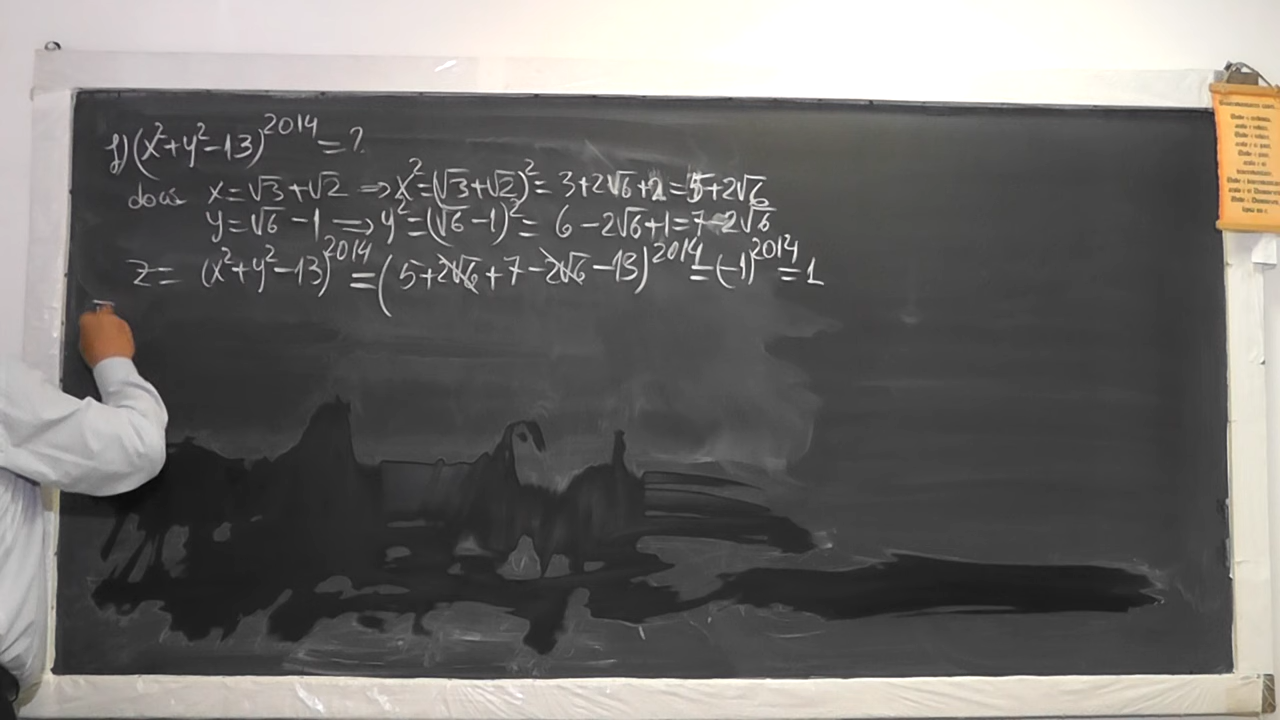 f) (x²+y²-13)²⁰¹⁴ = ?
daca x=√3+√2 ⇒ x²=(√3+√2)²= 3+2√6+2=5+2√6
y=√6-1 ⇒ y²=(√6-1)²= 6-2√6+1=7-2√6
z= (x²+y²-13)²⁰¹⁴=(5+2√6+7-2√6-13)²⁰¹⁴=(-1)²⁰¹⁴=1